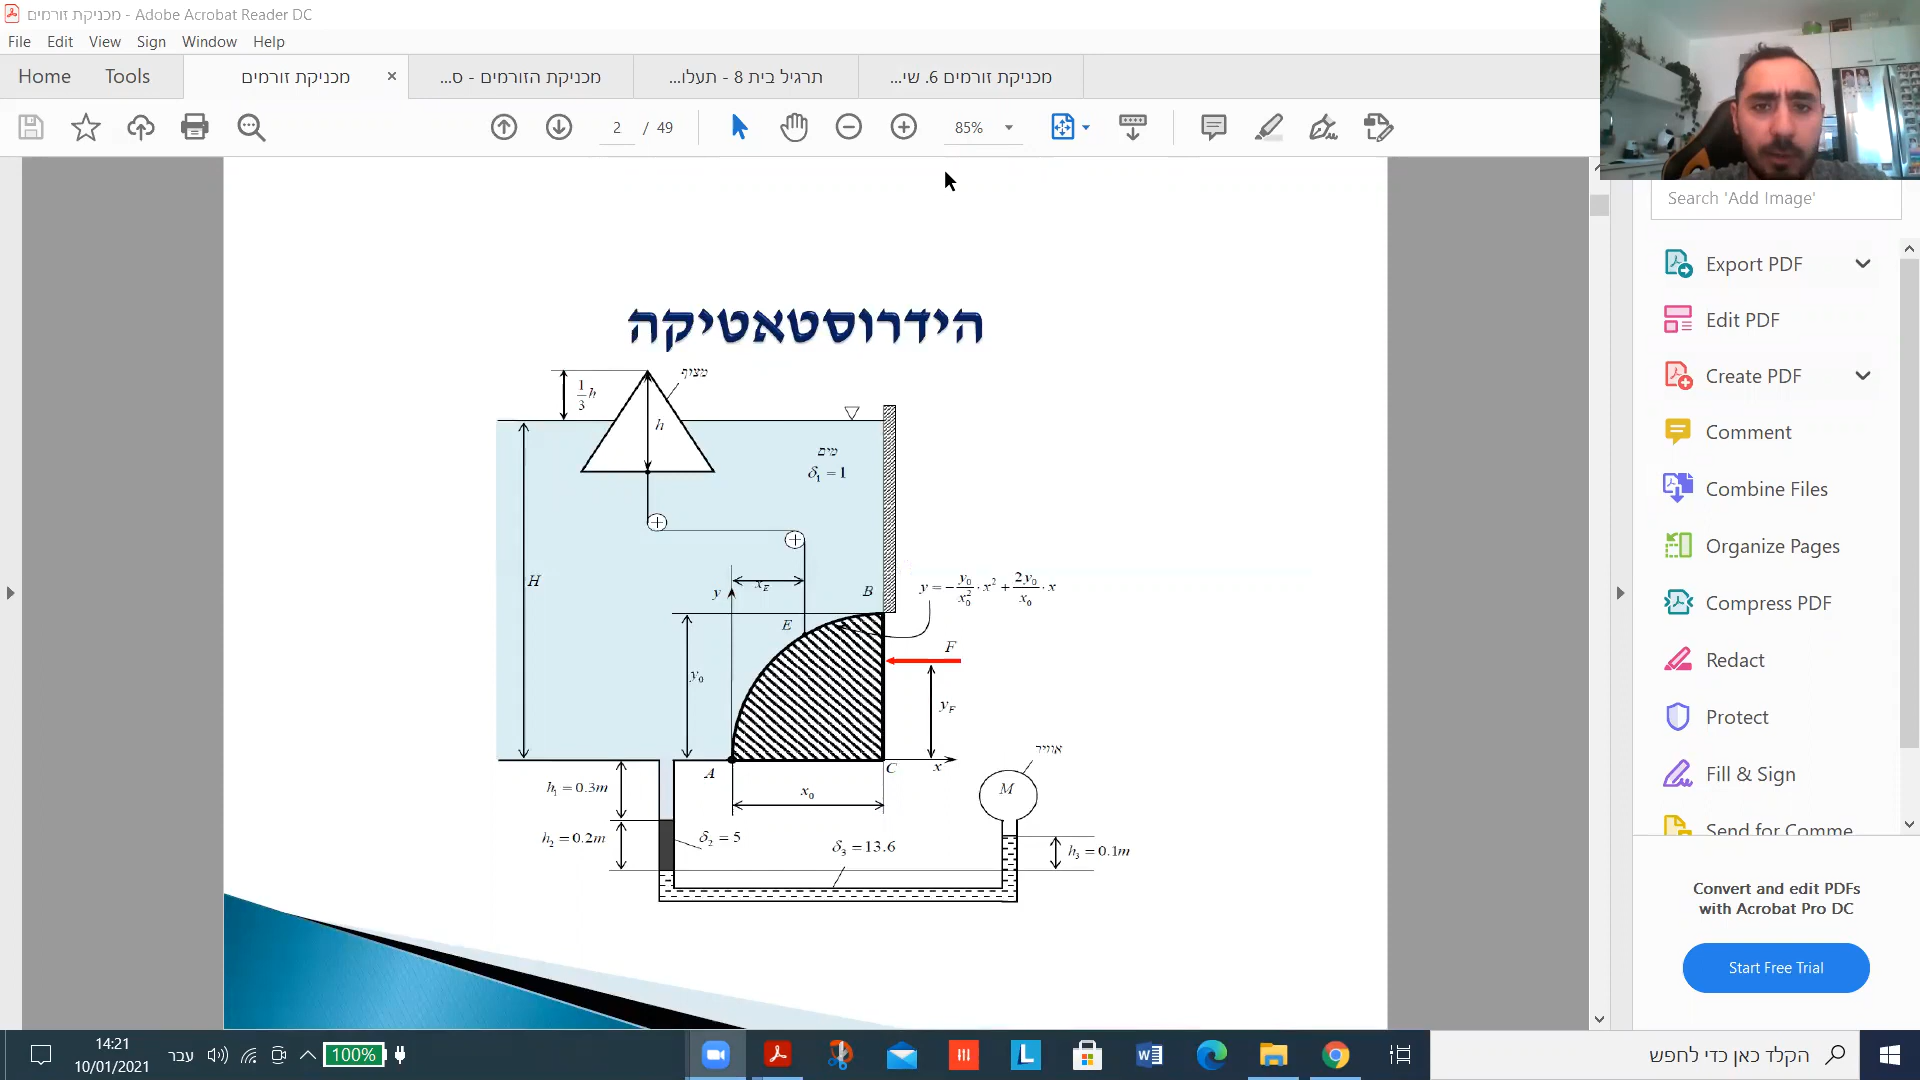 מכניקת זורמים - Adobe Acrobat Reader DC
File Edit View Sign Window Help
Home Tools
מכניקת זורמים ×
מכניקת הזורמים - ס...
תרגיל בית 8 - תעלו...
מכניקת זורמים 6. שי...
2 / 49
85%
Search 'Add Image'
Export PDF
Edit PDF
Create PDF
Comment
Combine Files
Organize Pages
Compress PDF
Redact
Protect
Fill & Sign
Send for Comme
Convert and edit PDFs
with Acrobat Pro DC
Start Free Trial
הידרוסטאטיקה
מציף
1/3 h
h
מים
δ₁ = 1
H
x_E
y
B
y = -y₀/x₀² · x² + 2y₀/x₀ · x
E
F
y₀
y_F
A
C
x
x₀
אוויר
M
h₁ = 0.3m
h₂ = 0.2m
δ₂ = 5
δ₃ = 13.6
h₃ = 0.1m
14:21
10/01/2021
עבר
100%
הקלד כאן כדי לחפש